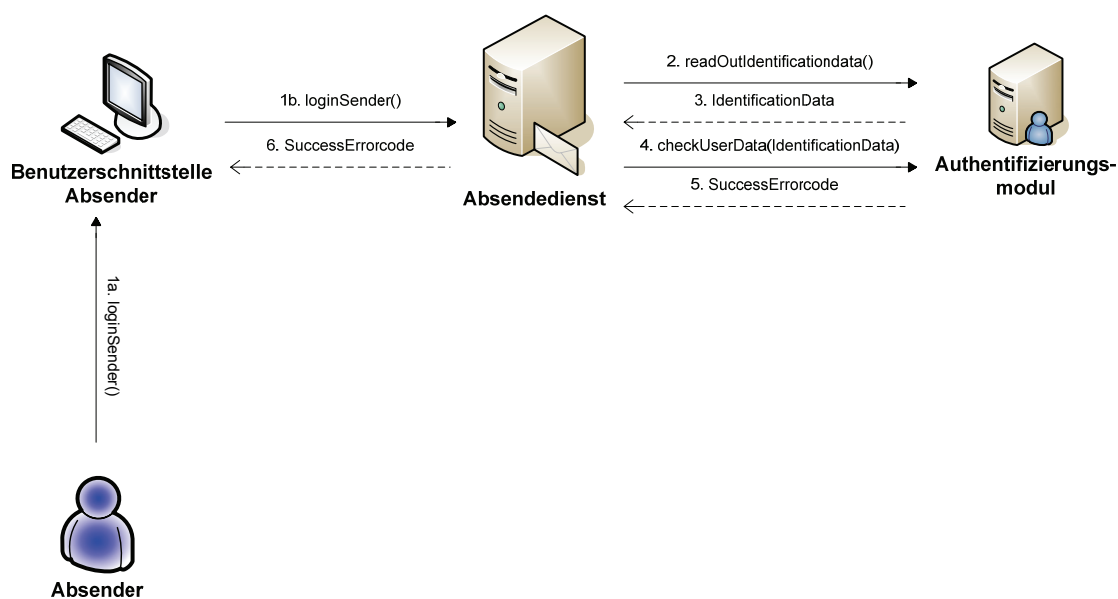 2. readOutIdentificationdata()
1b. loginSender()
3. IdentificationData
6. SuccessErrorcode
4. checkUserData(IdentificationData)
Benutzerschnittstelle
Absender
Absendedienst
5. SuccessErrorcode
Authentifizierungs-
modul
1a. loginSender()
Absender